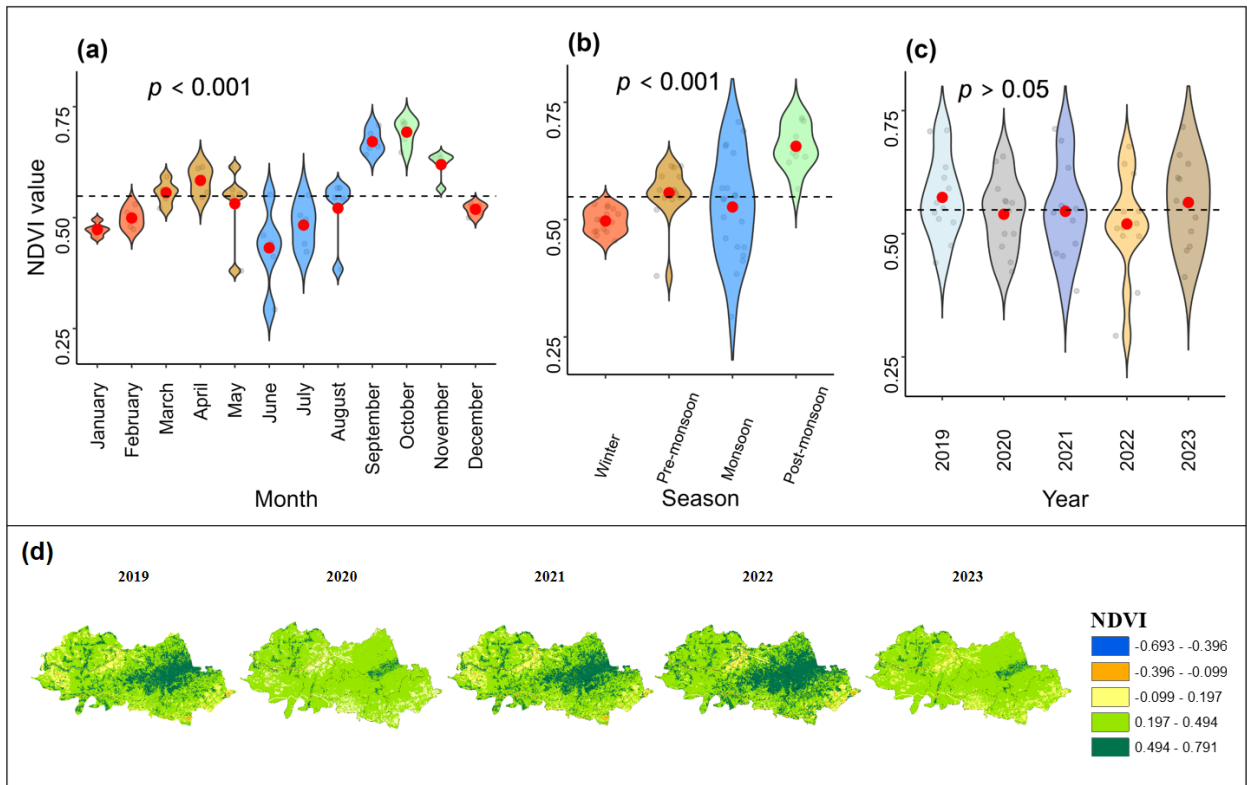 (a)
p < 0.001
NDVI value
0.75
0.50
0.25
January
February
March
April
May
June
July
August
September
October
November
December
Month
(b)
p < 0.001
0.75
0.50
0.25
Winter
Pre-monsoon
Monsoon
Post-monsoon
Season
(c)
p > 0.05
0.75
0.50
0.25
2019
2020
2021
2022
2023
Year
(d)
2019 2020 2021 2022 2023
NDVI
-0.693 - -0.396
-0.396 - -0.099
-0.099 - 0.197
0.197 - 0.494
0.494 - 0.791